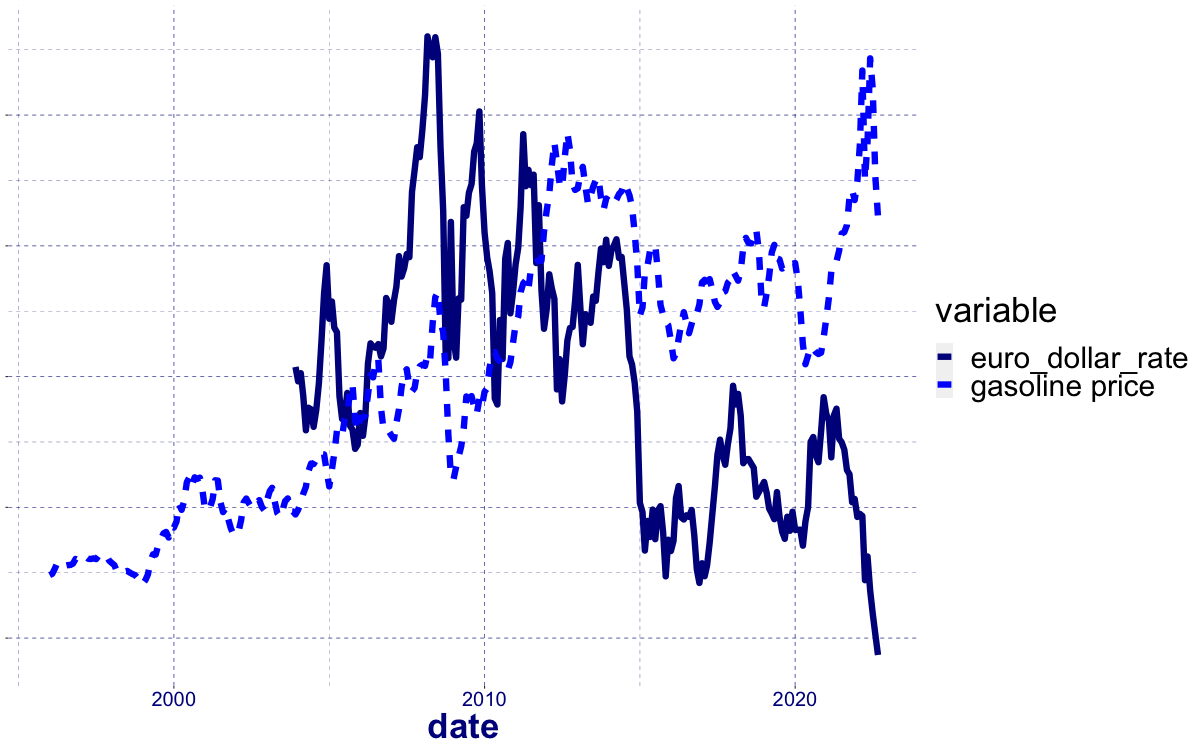 variable
euro_dollar_rate
gasoline price
2000
2010
2020
date